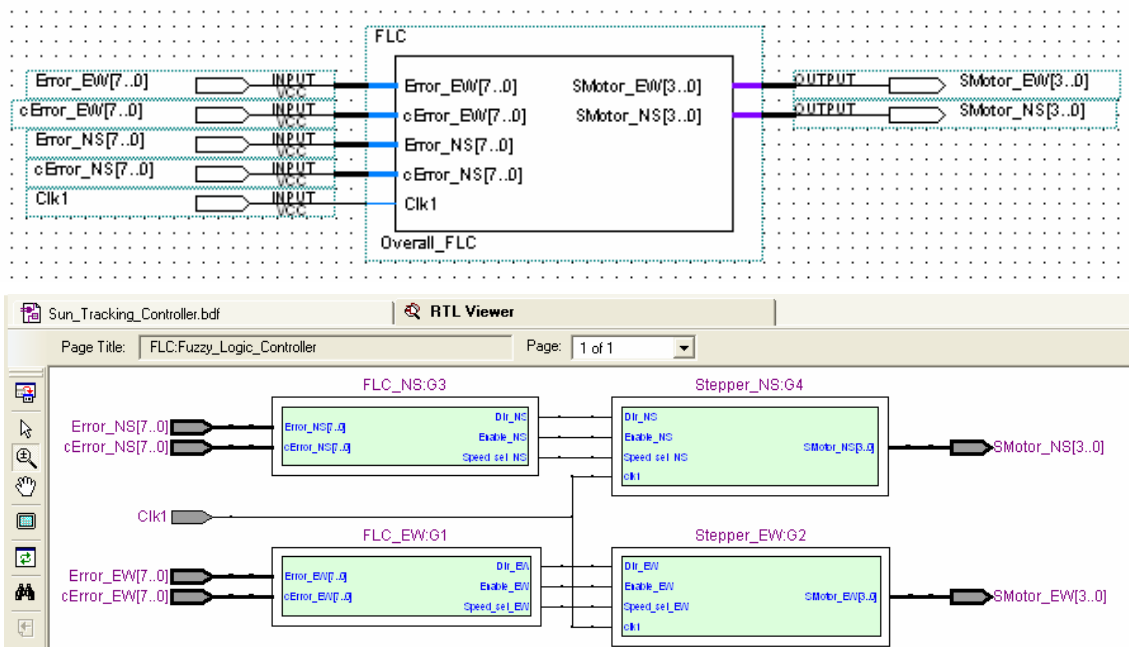 FLC
Error_EW[7..0] INPUT VCC
cError_EW[7..0] INPUT VCC
Error_NS[7..0] INPUT VCC
cError_NS[7..0] INPUT VCC
Clk1 INPUT VCC
Error_EW[7..0] SMotor_EW[3..0]
cError_EW[7..0] SMotor_NS[3..0]
Error_NS[7..0]
cError_NS[7..0]
Clk1
OUTPUT SMotor_EW[3..0]
OUTPUT SMotor_NS[3..0]
Overall_FLC
Sun_Tracking_Controller.bdf RTL Viewer
Page Title: FLC:Fuzzy_Logic_Controller Page: 1 of 1
FLC_NS:G3 Stepper_NS:G4
Error_NS[7..0]
cError_NS[7..0]
Error_NS[7..0] Dir_NS
cError_NS[7..0] Enable_NS
Speed_sel_NS
Dir_NS
Enable_NS SMotor_NS[3..0]
Speed_sel_NS
clk1
SMotor_NS[3..0]
Clk1
FLC_EW:G1 Stepper_EW:G2
Error_EW[7..0]
cError_EW[7..0]
Error_EW[7..0] Dir_EW
cError_EW[7..0] Enable_EW
Speed_sel_EW
Dir_EW
Enable_EW SMotor_EW[3..0]
Speed_sel_EW
clk1
SMotor_EW[3..0]